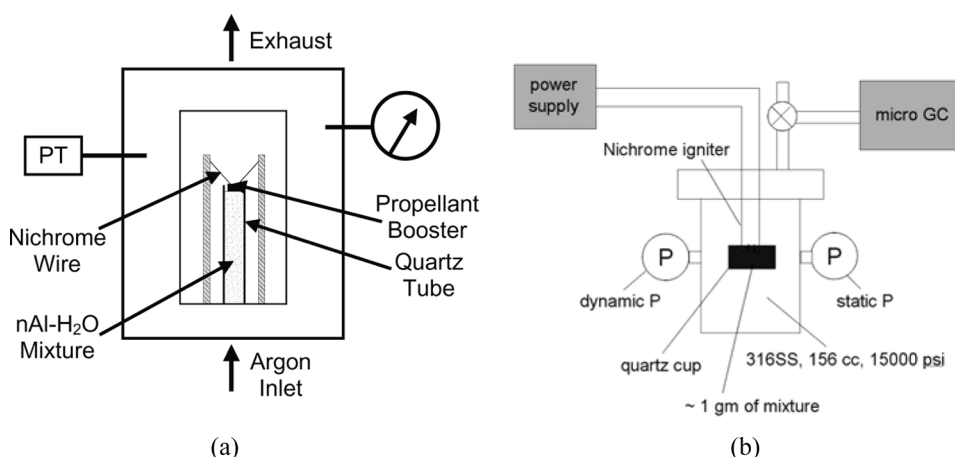 Exhaust
PT
Nichrome
Wire
nAl-H₂O
Mixture
Propellant
Booster
Quartz
Tube
Argon
Inlet
(a)
power
supply
micro GC
Nichrome igniter
P
dynamic P
P
static P
quartz cup
316SS, 156 cc, 15000 psi
~ 1 gm of mixture
(b)